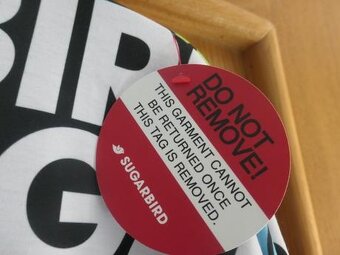 BIR
G
DO NOT
REMOVE!
THIS GARMENT CANNOT
BE RETURNED ONCE
THIS TAG IS REMOVED.
SUGARBIRD